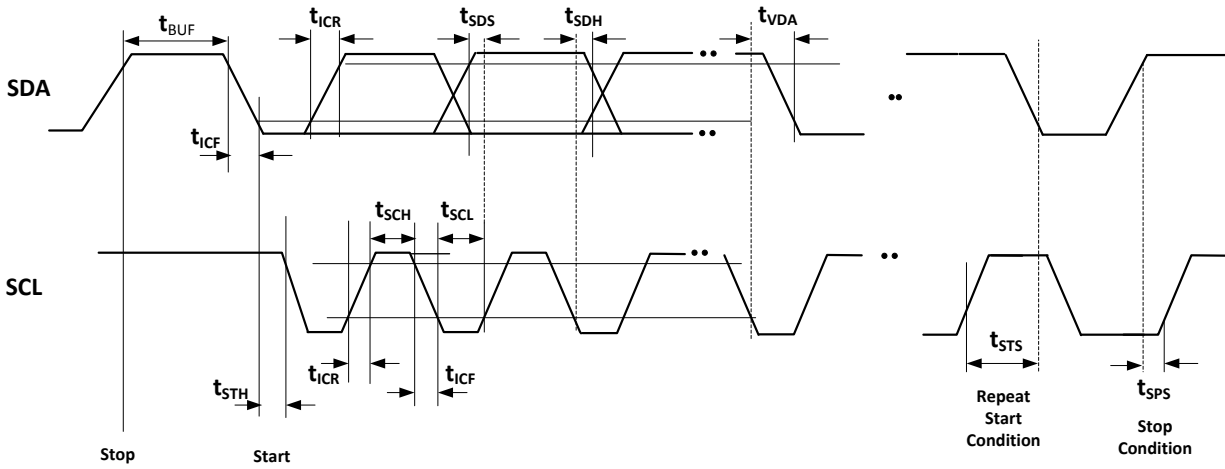 tBUF tICR tSDS tSDH tVDA
SDA
tICF
tSCH tSCL
SCL
tSTH tICR tICF tSTS tSPS
Stop Start Repeat
Start
Condition Stop
Condition